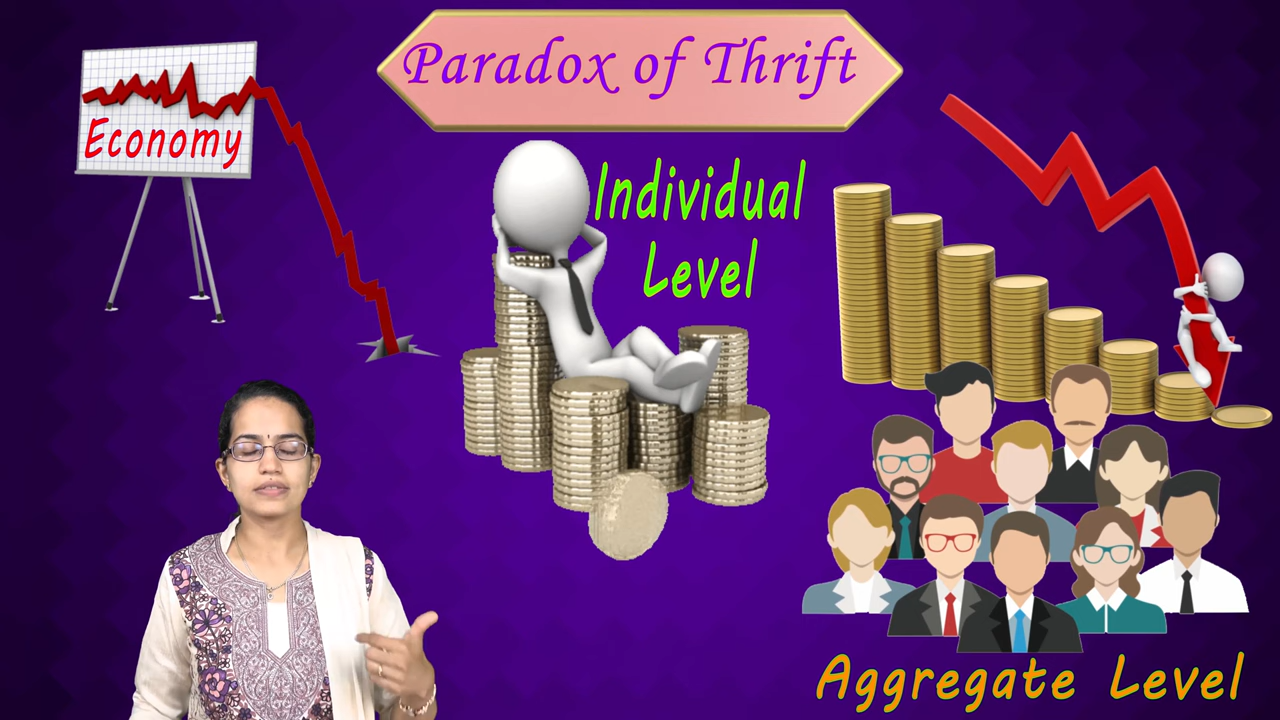 Paradox of Thrift
Economy
Individual
Level
Aggregate Level